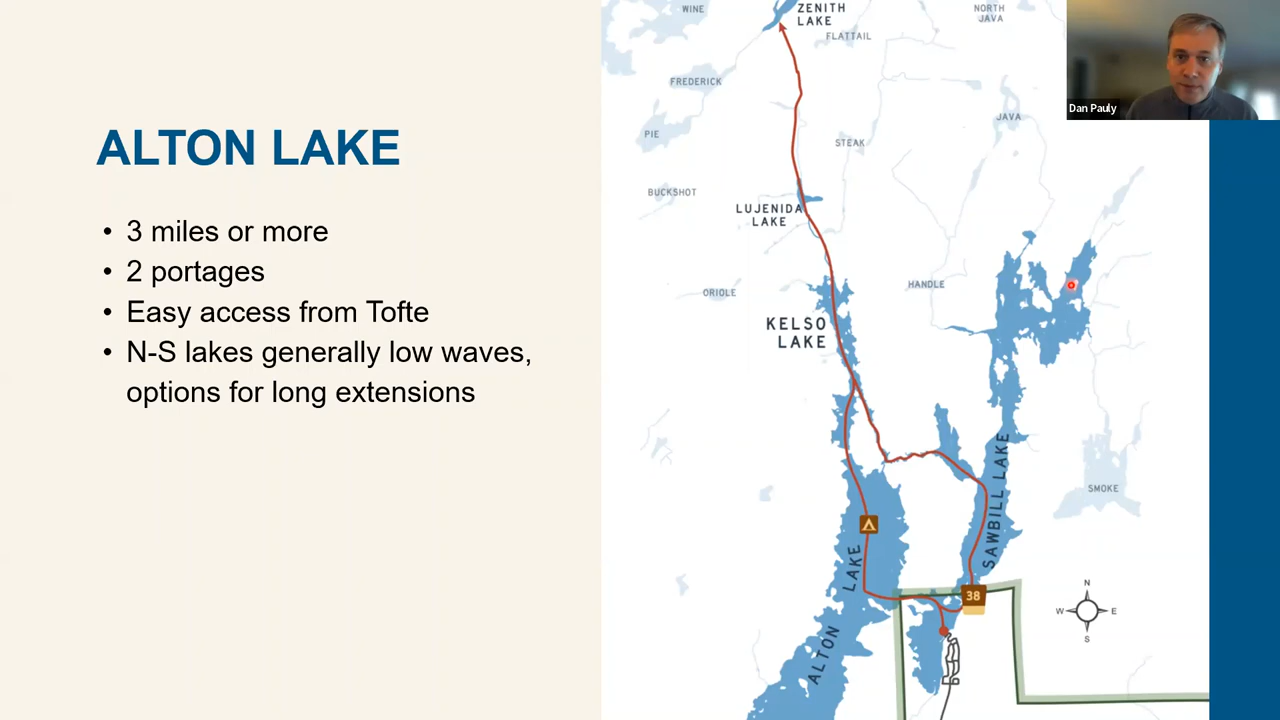 ALTON LAKE
• 3 miles or more
• 2 portages
• Easy access from Tofte
• N-S lakes generally low waves,
options for long extensions
WINE
ZENITH
LAKE
FLATTAIL
NORTH
JAVA
Dan Pauly
FREDERICK
PIE
JAVA
STEAK
BUCKSHOT
LUJENIDA
LAKE
ORIOLE
HANDLE
KELSO
LAKE
SAWBILL LAKE
SMOKE
ALTON LAKE
38
N
W
E
S